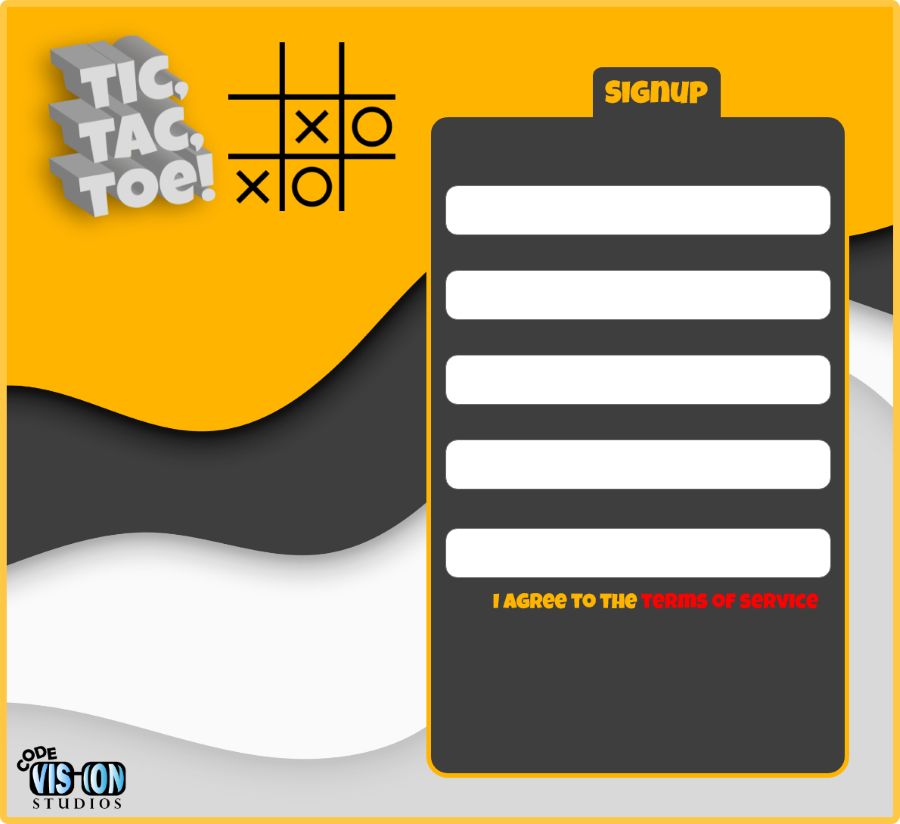 TIC,
TAC,
TOe!
X O
X O
SIGNUP
I AGRee TO THe TeRMS OF SeRVICe
CODE
VISION
STUDIOS